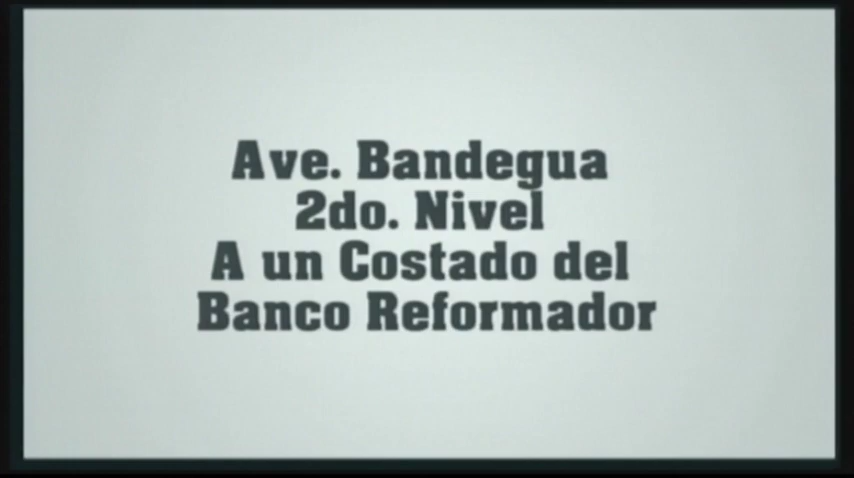 Ave. Bandegua
2do. Nivel
A un Costado del
Banco Reformador